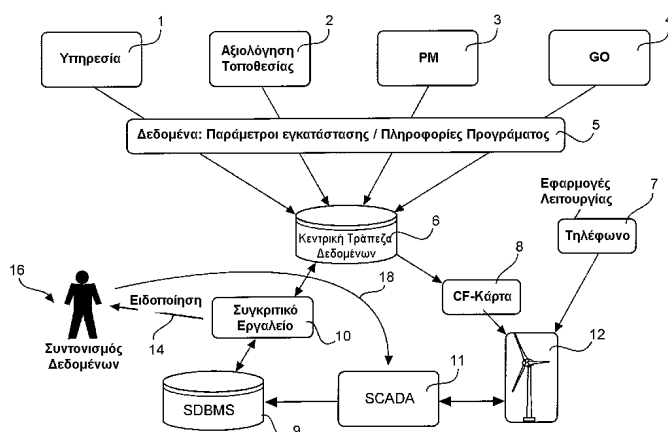 1
2
3
4
Υπηρεσία
Αξιολόγηση
Τοποθεσίας
PM
GO
Δεδομένα: Παράμετροι εγκατάστασης / Πληροφορίες Προγράματος
5
Εφαρμογές
Λειτουργίας
7
Τηλέφωνο
6
Κεντρική Τράπεζα
Δεδομένων
8
CF-Κάρτα
16
18
Ειδοποίηση
14
Συγκριτικό
Εργαλείο
10
12
Συντονισμός
Δεδομένων
11
SDBMS
SCADA
9